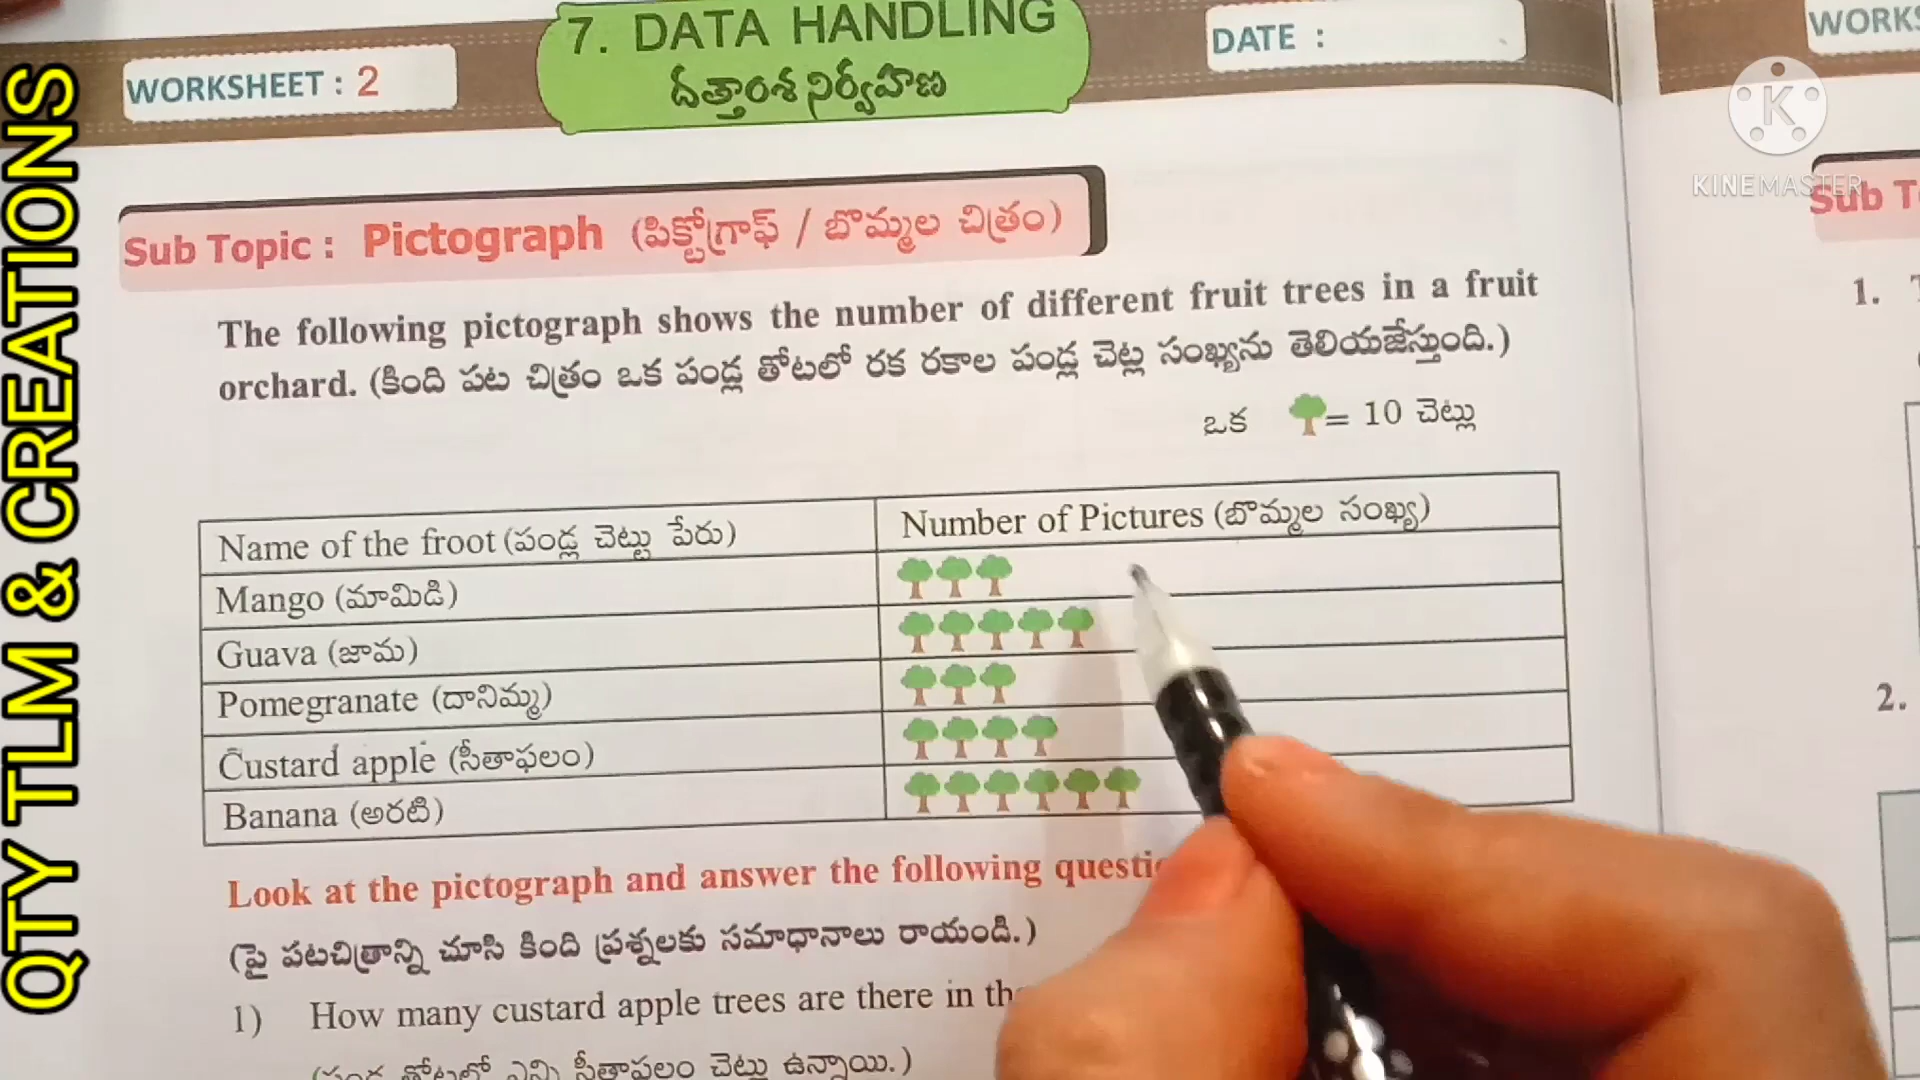 QTY TLM & CREATIONS
WORKSHEET : 2
7. DATA HANDLING
దత్తాంశ నిర్వహణ
DATE :
KINEMASTER
Sub Topic : Pictograph (పిక్టోగ్రాఫ్ / బొమ్మల చిత్రం)
The following pictograph shows the number of different fruit trees in a fruit
orchard. (కింది పట చిత్రం ఒక పండ్ల తోటలో రక రకాల పండ్ల చెట్ల సంఖ్యను తెలియజేస్తుంది.)
ఒక = 10 చెట్లు
Name of the froot (పండ్ల చెట్టు పేరు) Number of Pictures (బొమ్మల సంఖ్య)
Mango (మామిడి)
Guava (జామ)
Pomegranate (దానిమ్మ)
Custard apple (సీతాఫలం)
Banana (అరటి)
Look at the pictograph and answer the following
(పై పటచిత్రాన్ని చూసి కింది ప్రశ్నలకు సమాధానాలు రాయండి.)
1) How many custard apple trees are there in
తోటలో ఎన్ని సీతాఫలం చెట్లు ఉన్నాయి.)
Sub
1.
2.